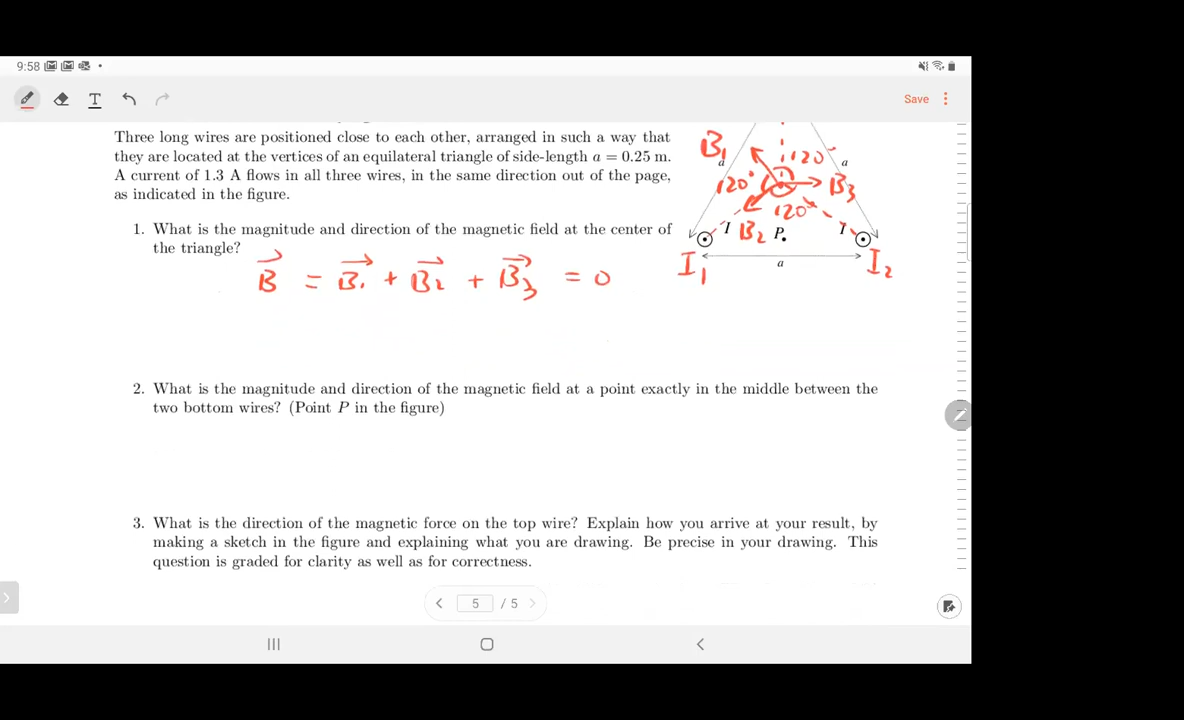 9:58
T
Save
Three long wires are positioned close to each other, arranged in such a way that
they are located at the vertices of an equilateral triangle of side-length a = 0.25 m.
A current of 1.3 A flows in all three wires, in the same direction out of the page,
as indicated in the figure.
B₁
a
120°
a
120°
B₃
120°
1. What is the magnitude and direction of the magnetic field at the center of
the triangle?
I
B₂
P
I
a
I₁
I₂
B⃗ = B⃗₁ + B⃗₂ + B⃗₃ = 0
2. What is the magnitude and direction of the magnetic field at a point exactly in the middle between the
two bottom wires? (Point P in the figure)
3. What is the direction of the magnetic force on the top wire? Explain how you arrive at your result, by
making a sketch in the figure and explaining what you are drawing. Be precise in your drawing. This
question is graded for clarity as well as for correctness.
5 / 5